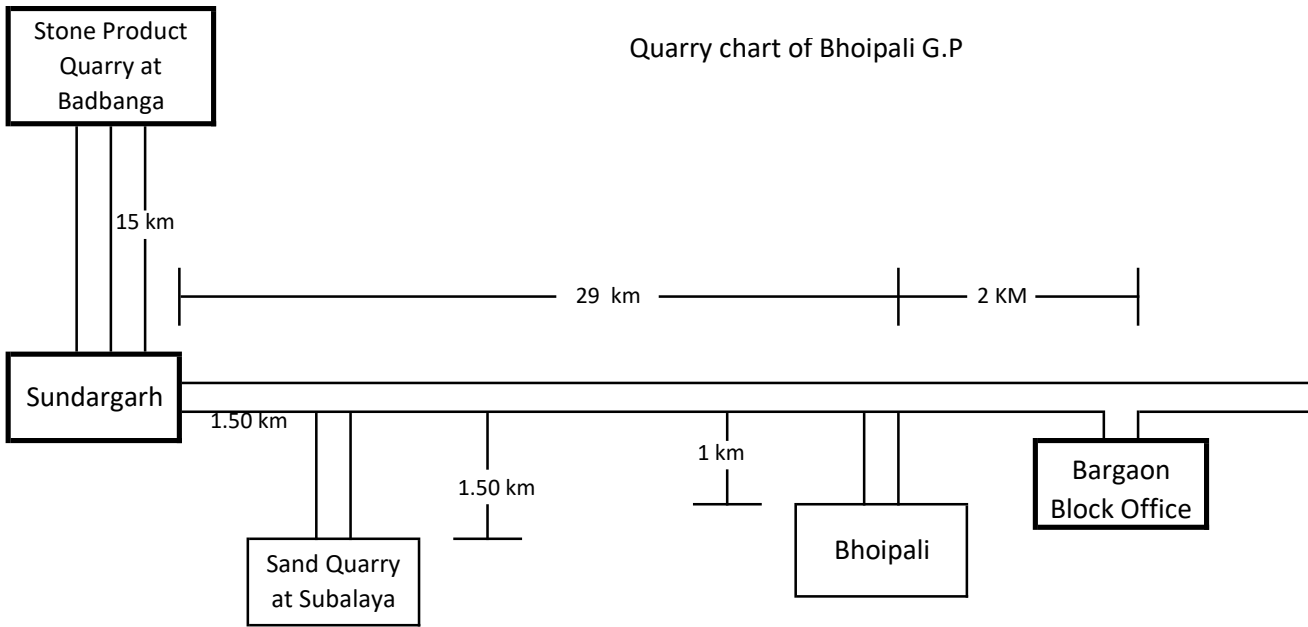 Stone Product
Quarry at
Badbanga
Quarry chart of Bhoipali G.P
15 km
29 km
2 KM
Sundargarh
1.50 km
1.50 km
1 km
Bargaon
Block Office
Sand Quarry
at Subalaya
Bhoipali